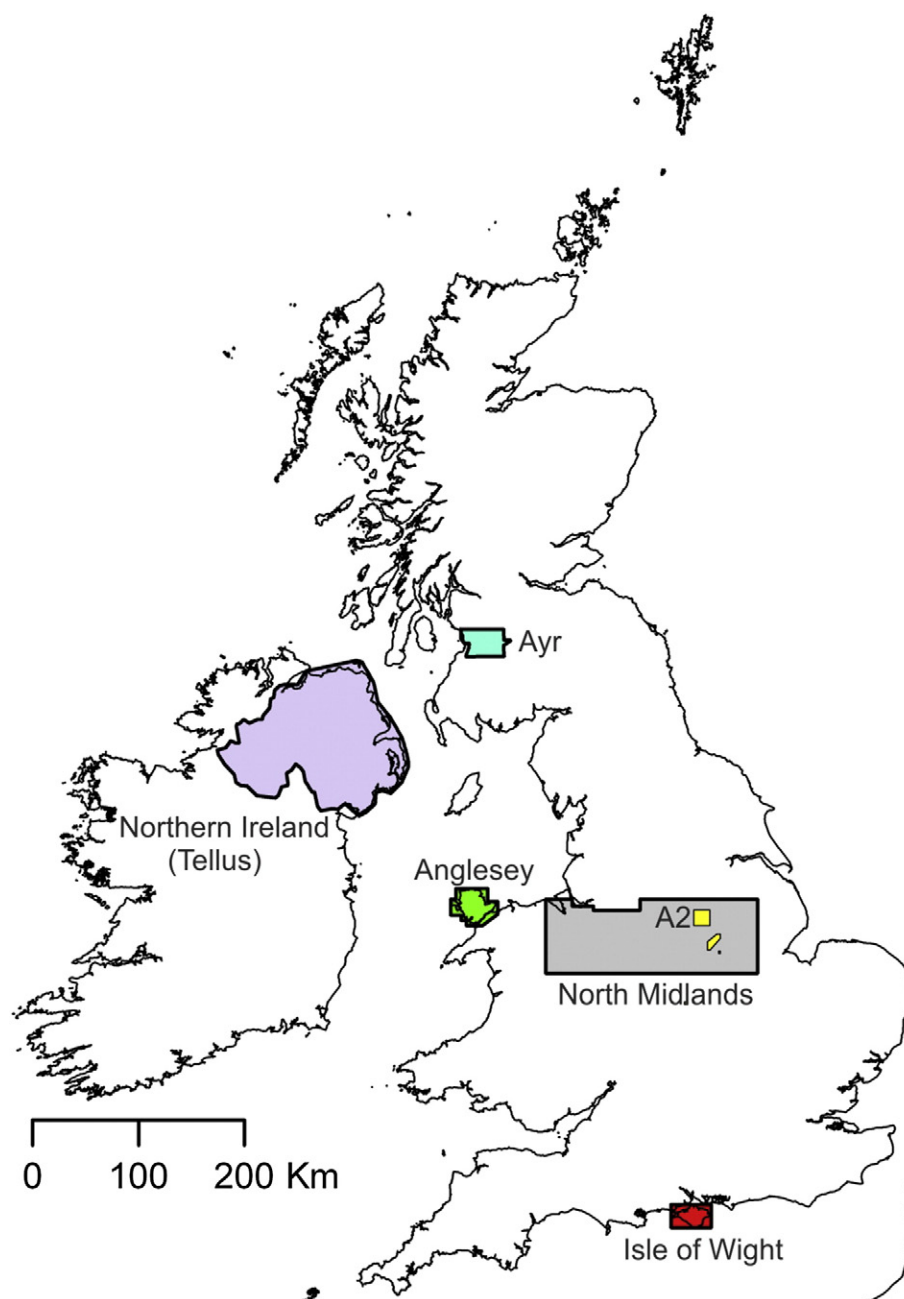 Ayr
Northern Ireland
(Tellus)
Anglesey
A2
North Midlands
0 100 200 Km
Isle of Wight